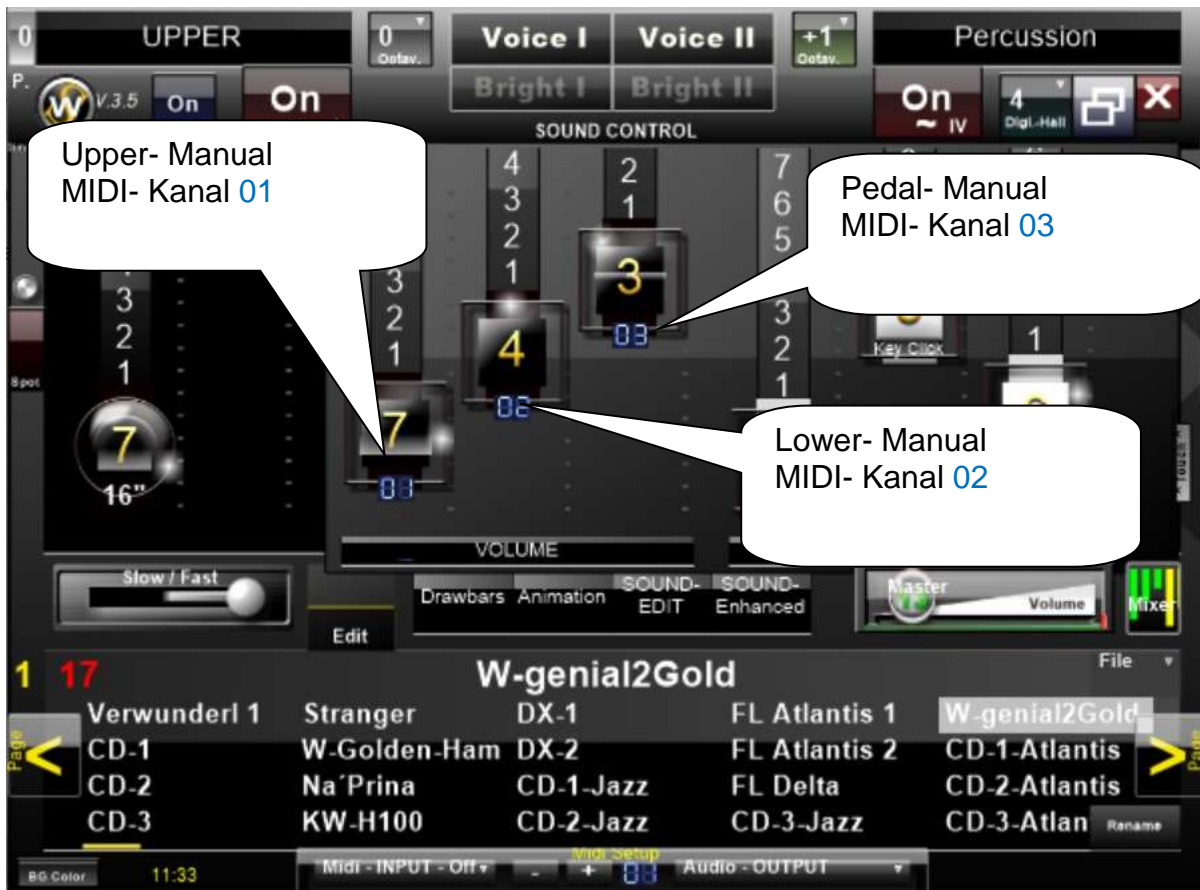 0
UPPER
0
Octav.
Voice I
Voice II
+1
Octav.
Percussion
P.
W
V.3.5
On
On
Bright I
Bright II
On
~ IV
4
Digi.-Hall
X
SOUND CONTROL
Upper- Manual
MIDI- Kanal 01
Pedal- Manual
MIDI- Kanal 03
Lower- Manual
MIDI- Kanal 02
3
2
1
7
16"
3
2
1
7
01
4
3
2
1
4
02
2
1
3
03
7
6
5
3
2
1
Key Click
1
Spot
VOLUME
Slow / Fast
Edit
Drawbars
Animation
SOUND-
EDIT
SOUND-
Enhanced
Master
Volume
Mixer
1
17
W-genial2Gold
File
Verwunderl 1 Stranger DX-1 FL Atlantis 1 W-genial2Gold
CD-1 W-Golden-Ham DX-2 FL Atlantis 2 CD-1-Atlantis
CD-2 Na´Prina CD-1-Jazz FL Delta CD-2-Atlantis
CD-3 KW-H100 CD-2-Jazz CD-3-Jazz CD-3-Atlan
Page
<
>
Page
Rename
BG Color
11:33
Midi - INPUT - Off
Midi Setup
- +
01
Audio - OUTPUT